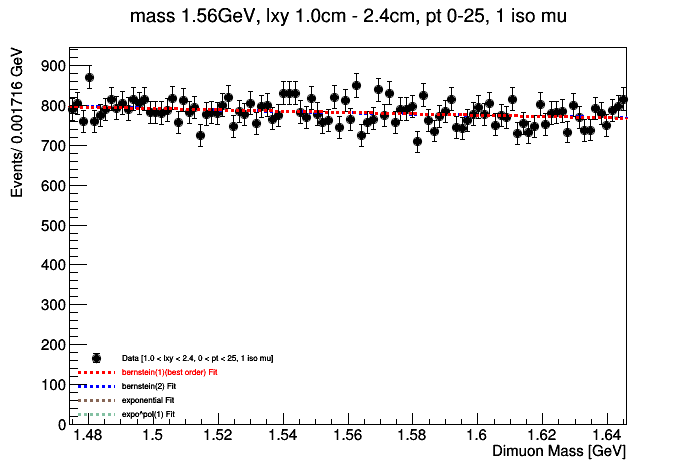 mass 1.56GeV, lxy 1.0cm - 2.4cm, pt 0-25, 1 iso mu
Events/ 0.001716 GeV
900
800
700
600
500
400
300
200
100
0
Data [1.0 < lxy < 2.4, 0 < pt < 25, 1 iso mu]
bernstein(1)(best order) Fit
bernstein(2) Fit
exponential Fit
expo*pol(1) Fit
1.48 1.5 1.52 1.54 1.56 1.58 1.6 1.62 1.64
Dimuon Mass [GeV]